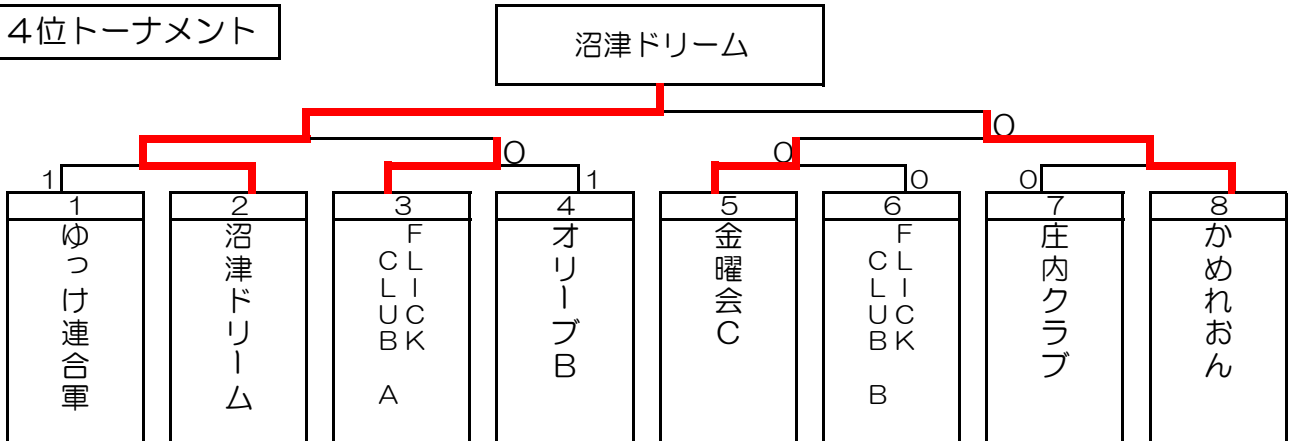 4位トーナメント
沼津ドリーム
0
0
0
1
1
0
0
1
2
3
4
5
6
7
8
ゆっけ連合軍
沼津ドリーム
FLICK
CLUB A
オリーブB
金曜会C
FLICK
CLUB B
庄内クラブ
かめれおん